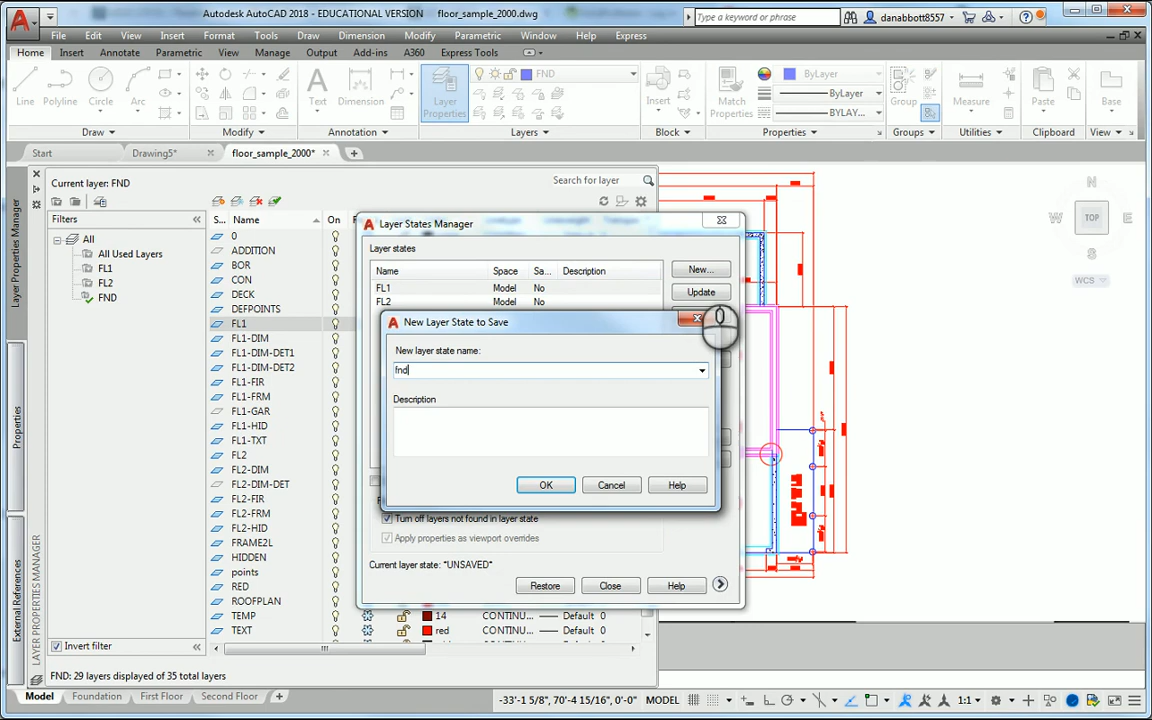 Autodesk AutoCAD 2018 - EDUCATIONAL VERSION floor_sample_2000.dwg
Type a keyword or phrase
danabbott8557
File Edit View Insert Format Tools Draw Dimension Modify Parametric Window Help Express
Home Insert Annotate Parametric View Manage Output Add-ins A360 Express Tools
FND
ByLayer
ByLayer
BYLAY...
Line Polyline Circle Arc Text Dimension Layer Properties Insert Match Properties Group Measure Paste Base
Draw Modify Annotation Layers Block Properties Groups Utilities Clipboard View
Start Drawing5* floor_sample_2000*
Current layer: FND
Search for layer
Filters
All
All Used Layers
FL1
FL2
FND
Invert filter
S.. Name On
0
ADDITION
BOR
CON
DECK
DEFPOINTS
FL1
FL1-DIM
FL1-DIM-DET1
FL1-DIM-DET2
FL1-FIR
FL1-FRM
FL1-GAR
FL1-HID
FL1-TXT
FL2
FL2-DIM
FL2-DIM-DET
FL2-FIR
FL2-FRM
FL2-HID
FRAME2L
HIDDEN
points
RED
ROOFPLAN
TEMP 14 CONTINU... Default 0
TEXT red CONTINU... Default 0
FND: 29 layers displayed of 35 total layers
Layer Properties Manager
Properties
External References
LAYER PROPERTIES MANAGER
Layer States Manager
Layer states
Name Space Sa... Description
FL1 Model No
FL2 Model No
New...
Update
New Layer State to Save
New layer state name:
fnd
Description
OK Cancel Help
Turn off layers not found in layer state
Apply properties as viewport overrides
Current layer state: *UNSAVED*
Restore Close Help
N
W TOP E
S
WCS
Model Foundation First Floor Second Floor
-33'-1 5/8", 70'-4 15/16", 0'-0" MODEL 1:1